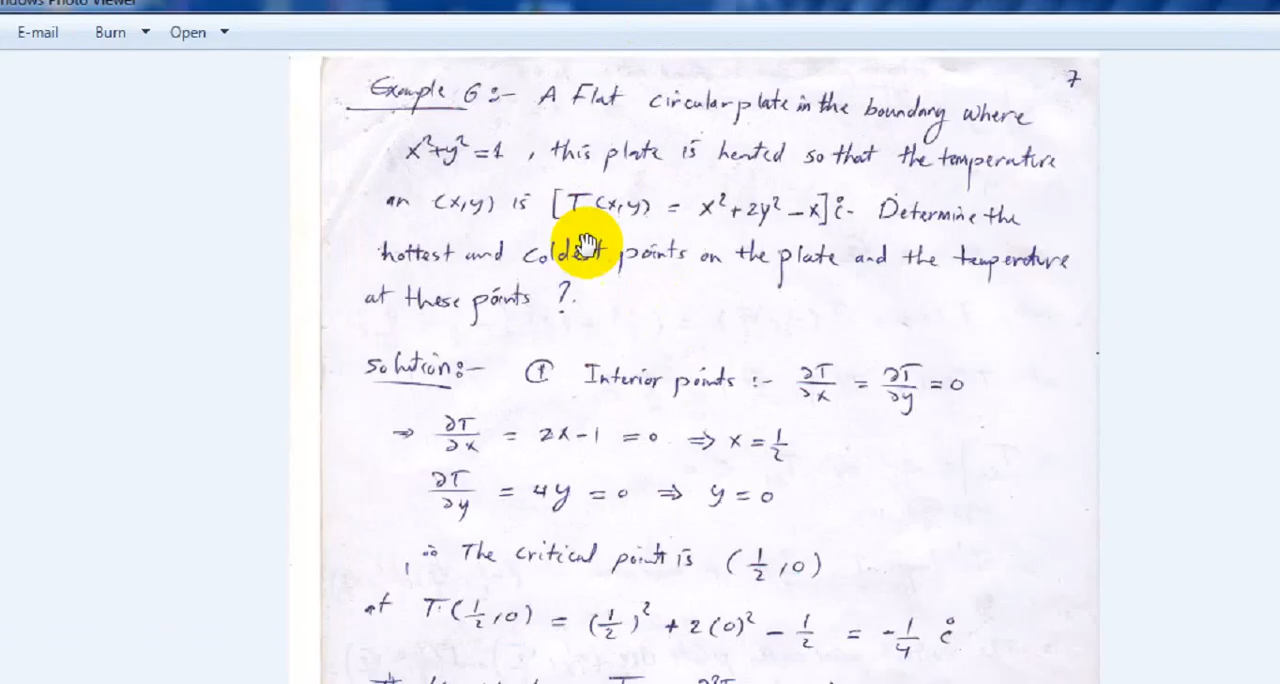 Windows Photo Viewer
E-mail Burn Open
7
Example 6:- A Flat circular plate in the boundary where
x²+y²=1 , this plate is heated so that the temperature
an (x,y) is [T(x,y) = x²+2y²-x]°c. Determine the
hottest and coldest points on the plate and the temperature
at these points ?.
Solution:- ① Interior points :- ∂T/∂x = ∂T/∂y = 0
⇒ ∂T/∂x = 2x-1 = 0 ⇒ x = 1/2
∂T/∂y = 4y = 0 ⇒ y = 0
∴ The critical point is (1/2, 0)
at T(1/2, 0) = (1/2)² + 2(0)² - 1/2 = -1/4 °c